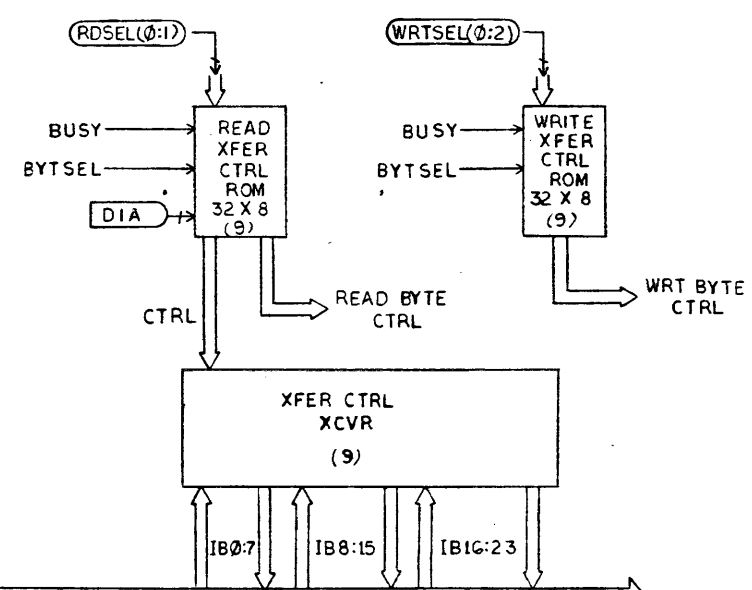 RDSEL(Ø:1)
WRTSEL(Ø:2)
BUSY
BYTSEL
DIA
READ
XFER
CTRL
ROM
32 X 8
(9)
BUSY
BYTSEL
WRITE
XFER
CTRL
ROM
32 X 8
(9)
CTRL
READ BYTE
CTRL
WRT BYTE
CTRL
XFER CTRL
XCVR
(9)
IBØ:7
IB8:15
IB16:23